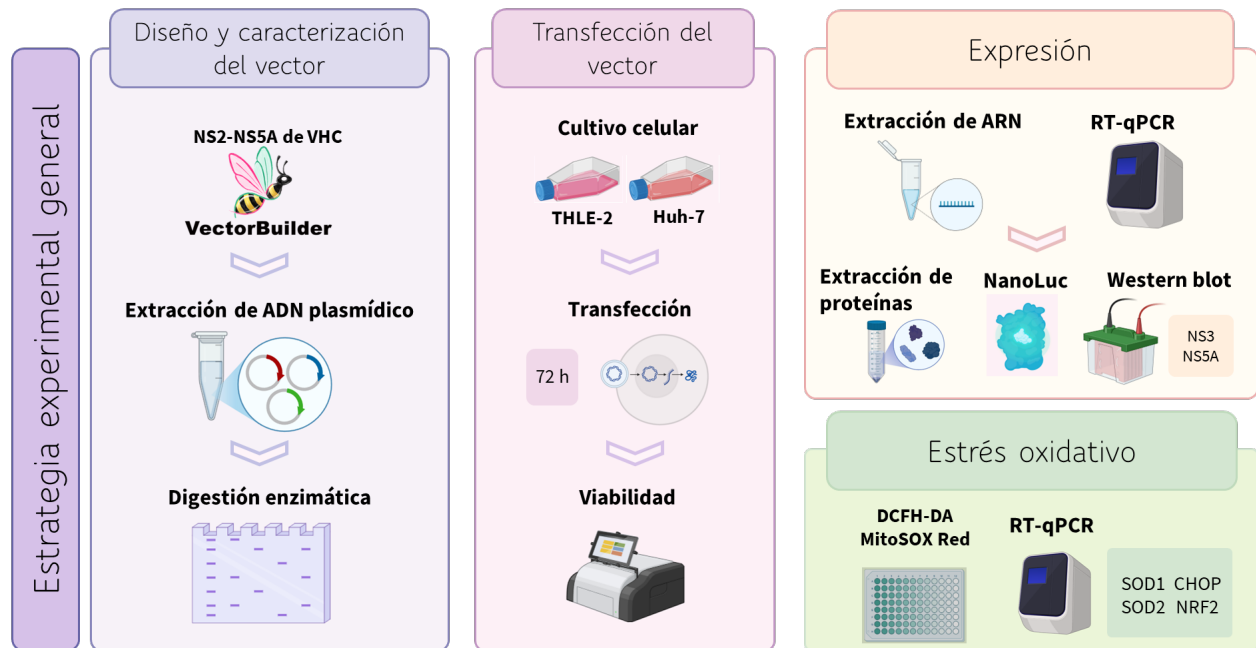 Estrategia experimental general
Diseño y caracterización
del vector
NS2-NS5A de VHC
VectorBuilder
Extracción de ADN plasmídico
Digestión enzimática
Transfección del
vector
Cultivo celular
THLE-2
Huh-7
Transfección
72 h
Viabilidad
Expresión
Extracción de ARN
RT-qPCR
Extracción de
proteínas
NanoLuc
Western blot
NS3
NS5A
Estrés oxidativo
DCFH-DA
MitoSOX Red
RT-qPCR
SOD1 CHOP
SOD2 NRF2